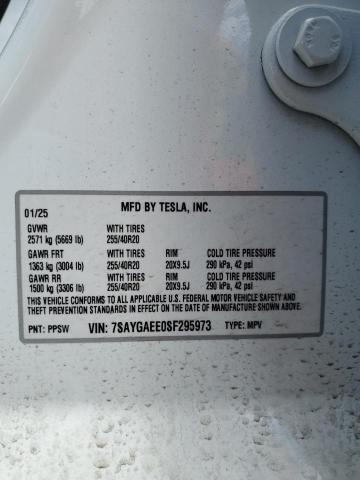 MFD BY TESLA, INC.
01/25
GVWR WITH TIRES
2571 kg (5669 lb) 255/40R20
GAWR FRT WITH TIRES RIM COLD TIRE PRESSURE
1363 kg (3004 lb) 255/40R20 20X9.5J 290 kPa, 42 psi
GAWR RR WITH TIRES RIM COLD TIRE PRESSURE
1500 kg (3306 lb) 255/40R20 20X9.5J 290 kPa, 42 psi
THIS VEHICLE CONFORMS TO ALL APPLICABLE U.S. FEDERAL MOTOR VEHICLE SAFETY AND
THEFT PREVENTION STANDARDS IN EFFECT ON THE DATE OF MANUFACTURE SHOWN ABOVE.
PNT: PPSW VIN: 7SAYGAEE0SF295973 TYPE: MPV